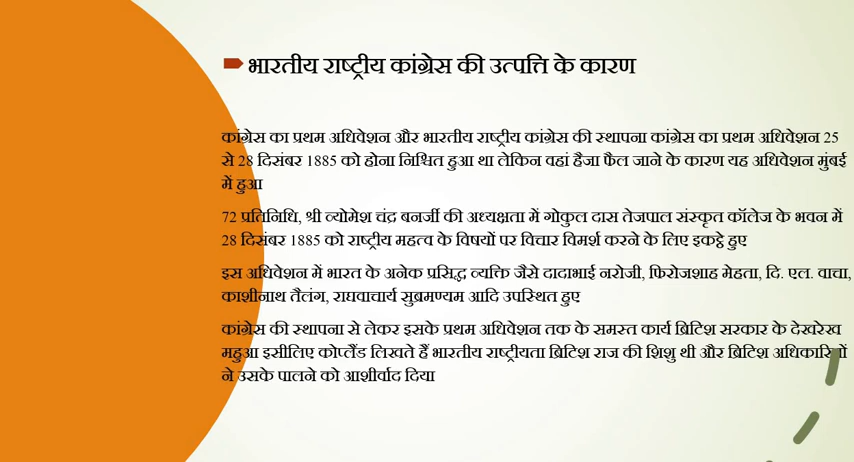 भारतीय राष्ट्रीय कांग्रेस की उत्पत्ति के कारण
कांग्रेस का प्रथम अधिवेशन और भारतीय राष्ट्रीय कांग्रेस की स्थापना कांग्रेस का प्रथम अधिवेशन 25
से 28 दिसंबर 1885 को होना निश्चित हुआ था लेकिन वहां हैजा फैल जाने के कारण यह अधिवेशन मुंबई
में हुआ
72 प्रतिनिधि, श्री व्योमेश चंद्र बनर्जी की अध्यक्षता में गोकुल दास तेजपाल संस्कृत कॉलेज के भवन में
28 दिसंबर 1885 को राष्ट्रीय महत्व के विषयों पर विचार विमर्श करने के लिए इकट्ठे हुए
इस अधिवेशन में भारत के अनेक प्रसिद्ध व्यक्ति जैसे दादाभाई नरोजी, फिरोजशाह मेहता, दि. एल. वाचा,
काशीनाथ तैलंग, राघवाचार्य सुब्रमण्यम आदि उपस्थित हुए
कांग्रेस की स्थापना से लेकर इसके प्रथम अधिवेशन तक के समस्त कार्य ब्रिटिश सरकार के देखरेख
महुआ इसीलिए कोप्लैंड लिखते हैं भारतीय राष्ट्रीयता ब्रिटिश राज की शिशु थी और ब्रिटिश अधिकारियों
ने उसके पालने को आशीर्वाद दिया